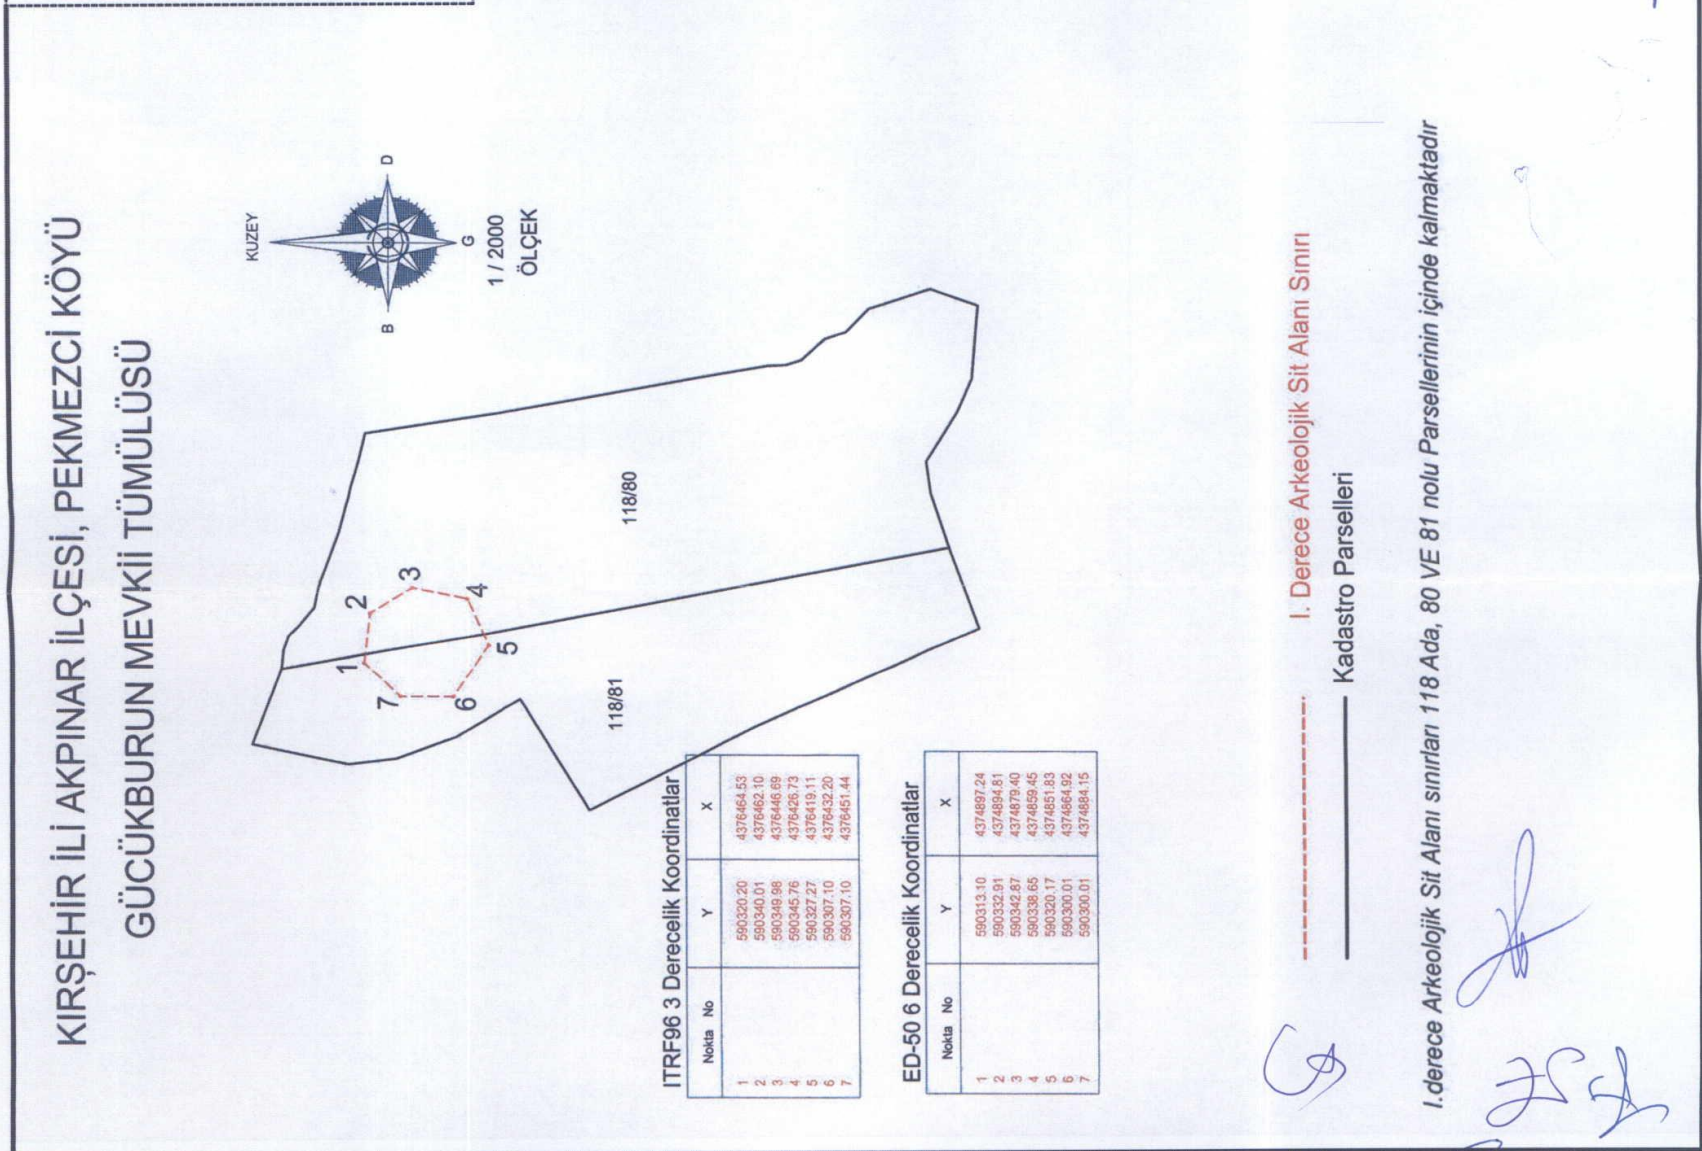 KIRŞEHİR İLİ AKPINAR İLÇESİ, PEKMEZCİ KÖYÜ
GÜCÜKBURUN MEVKİİ TÜMÜLÜSÜ
KUZEY
B
D
G
1 / 2000
ÖLÇEK
1
2
3
4
5
6
7
118/81
118/80
ITRF96 3 Derecelik Koordinatlar
Nokta No Y X
1 590320.20 4376464.53
2 590340.01 4376462.10
3 590349.98 4376446.69
4 590345.76 4376426.73
5 590327.27 4376419.11
6 590307.10 4376432.20
7 590307.10 4376451.44
ED-50 6 Derecelik Koordinatlar
Nokta No Y X
1 590313.10 4374897.24
2 590332.91 4374894.81
3 590342.87 4374879.40
4 590338.65 4374859.45
5 590320.17 4374851.83
6 590300.01 4374864.92
7 590300.01 4374884.15
I. Derece Arkeolojik Sit Alanı Sınırı
Kadastro Parselleri
I.derece Arkeolojik Sit Alanı sınırları 118 Ada, 80 VE 81 nolu Parsellerinin içinde kalmaktadır